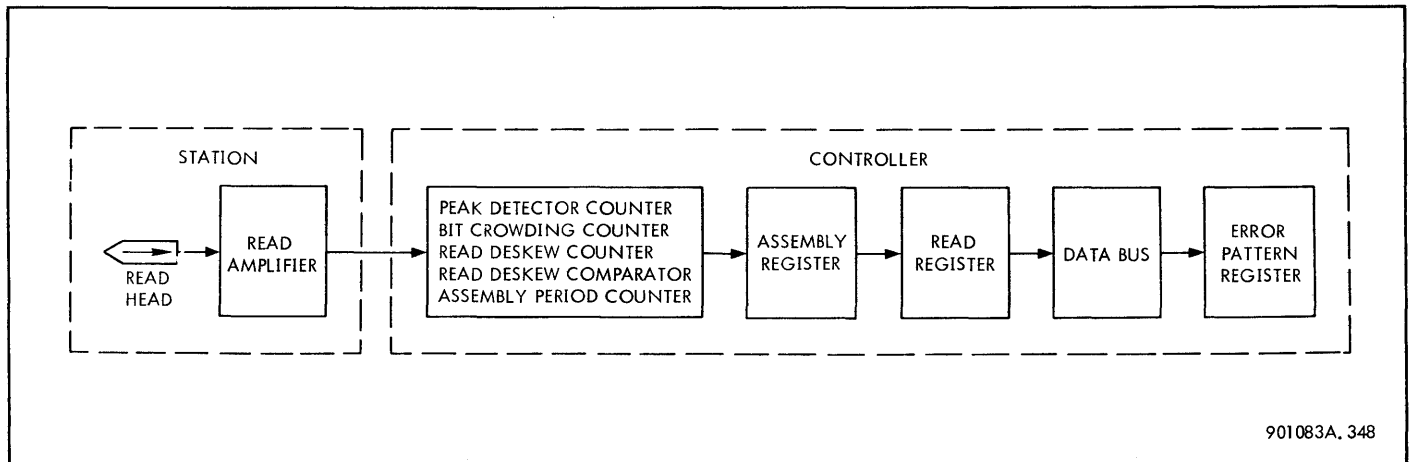 STATION
CONTROLLER
READ
HEAD
READ
AMPLIFIER
PEAK DETECTOR COUNTER
BIT CROWDING COUNTER
READ DESKEW COUNTER
READ DESKEW COMPARATOR
ASSEMBLY PERIOD COUNTER
ASSEMBLY
REGISTER
READ
REGISTER
DATA BUS
ERROR
PATTERN
REGISTER
901083A.348